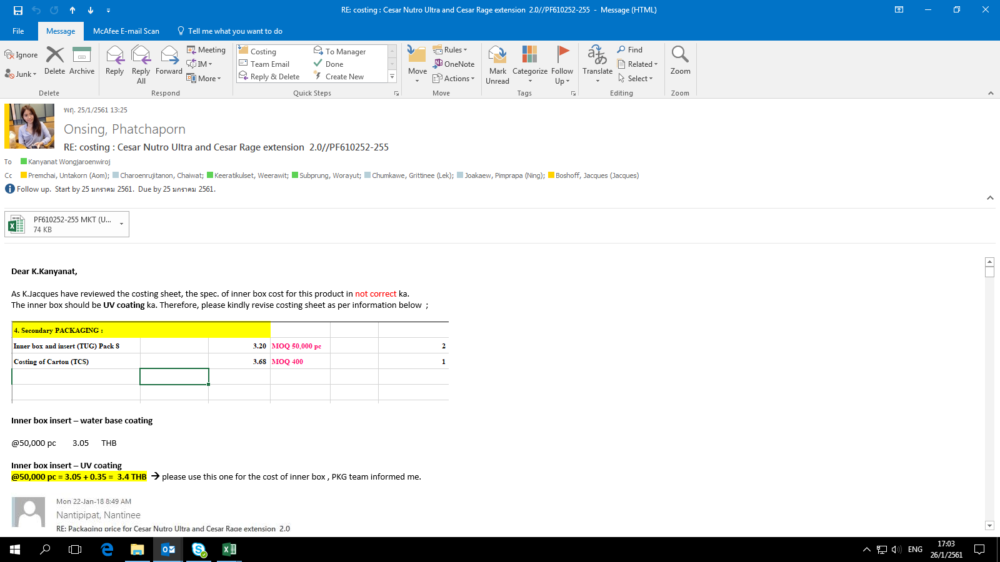 RE: costing : Cesar Nutro Ultra and Cesar Rage extension  2.0//PF610252-255  -  Message (HTML)
File
Message
McAfee E-mail Scan
Tell me what you want to do
Ignore
Junk
Delete
Archive
Delete
Reply
Reply All
Forward
Meeting
IM
More
Respond
Costing
Team Email
Reply & Delete
To Manager
Done
Create New
Quick Steps
Move
Rules
OneNote
Actions
Move
Mark Unread
Categorize
Follow Up
Tags
Translate
Find
Related
Select
Editing
Zoom
Zoom
พฤ. 25/1/2561 13:25
Onsing, Phatchaporn
RE: costing : Cesar Nutro Ultra and Cesar Rage extension  2.0//PF610252-255
To Kanyanat Wongjaroenwiroj
Cc Premchai, Untakorn (Aom); Charoenrujitanon, Chaiwat; Keeratikulset, Weerawit; Subprung, Worayut; Chumkawe, Grittinee (Lek); Joakaew, Pimprapa (Ning); Boshoff, Jacques (Jacques)
Follow up.  Start by 25 มกราคม 2561.  Due by 25 มกราคม 2561.
PF610252-255 MKT (U...
74 KB
Dear K.Kanyanat,
As K.Jacques have reviewed the costing sheet, the spec. of inner box cost for this product in not correct ka.
The inner box should be UV coating ka. Therefore, please kindly revise costing sheet as per information below  ;
4. Secondary PACKAGING :
Inner box and insert (TUG) Pack 8 3.20 MOQ 50,000 pc 2
Costing of Carton (TCS) 3.68 MOQ 400 1
Inner box insert – water base coating
@50,000 pc 3.05 THB
Inner box insert – UV coating
@50,000 pc = 3.05 + 0.35 =  3.4 THB → please use this one for the cost of inner box , PKG team informed me.
Mon 22-Jan-18 8:49 AM
Nantipipat, Nantinee
RE: Packaging price for Cesar Nutro Ultra and Cesar Rage extension  2.0
ENG
17:03
26/1/2561